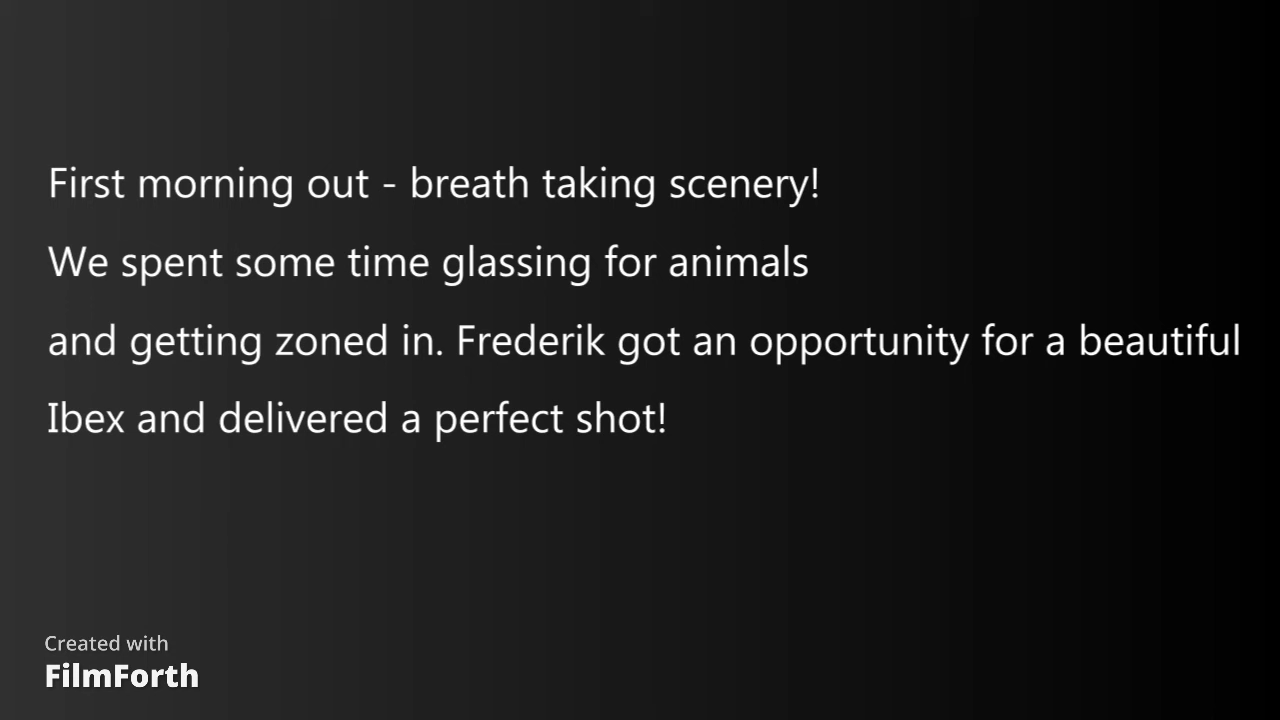 First morning out - breath taking scenery!
We spent some time glassing for animals
and getting zoned in. Frederik got an opportunity for a beautiful
Ibex and delivered a perfect shot!
Created with
FilmForth